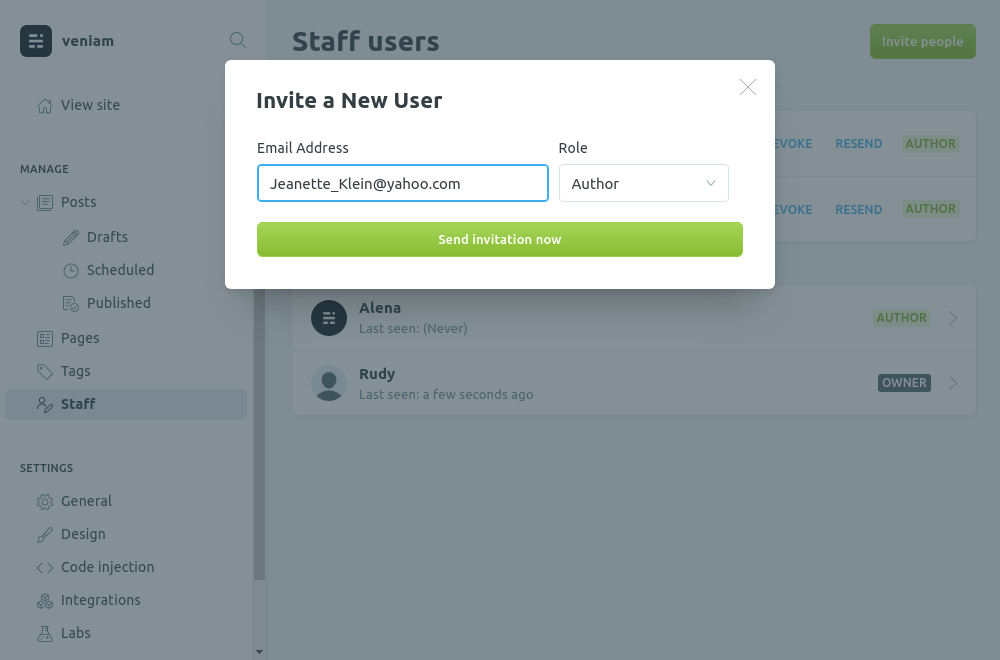 veniam
Staff users
Invite people
View site
MANAGE
Posts
Drafts
Scheduled
Published
Pages
Tags
Staff
SETTINGS
General
Design
Code injection
Integrations
Labs
Invite a New User
Email Address
Role
Jeanette_Klein@yahoo.com
Author
Send invitation now
RESEND
AUTHOR
RESEND
AUTHOR
Alena
Last seen: (Never)
AUTHOR
Rudy
Last seen: a few seconds ago
OWNER